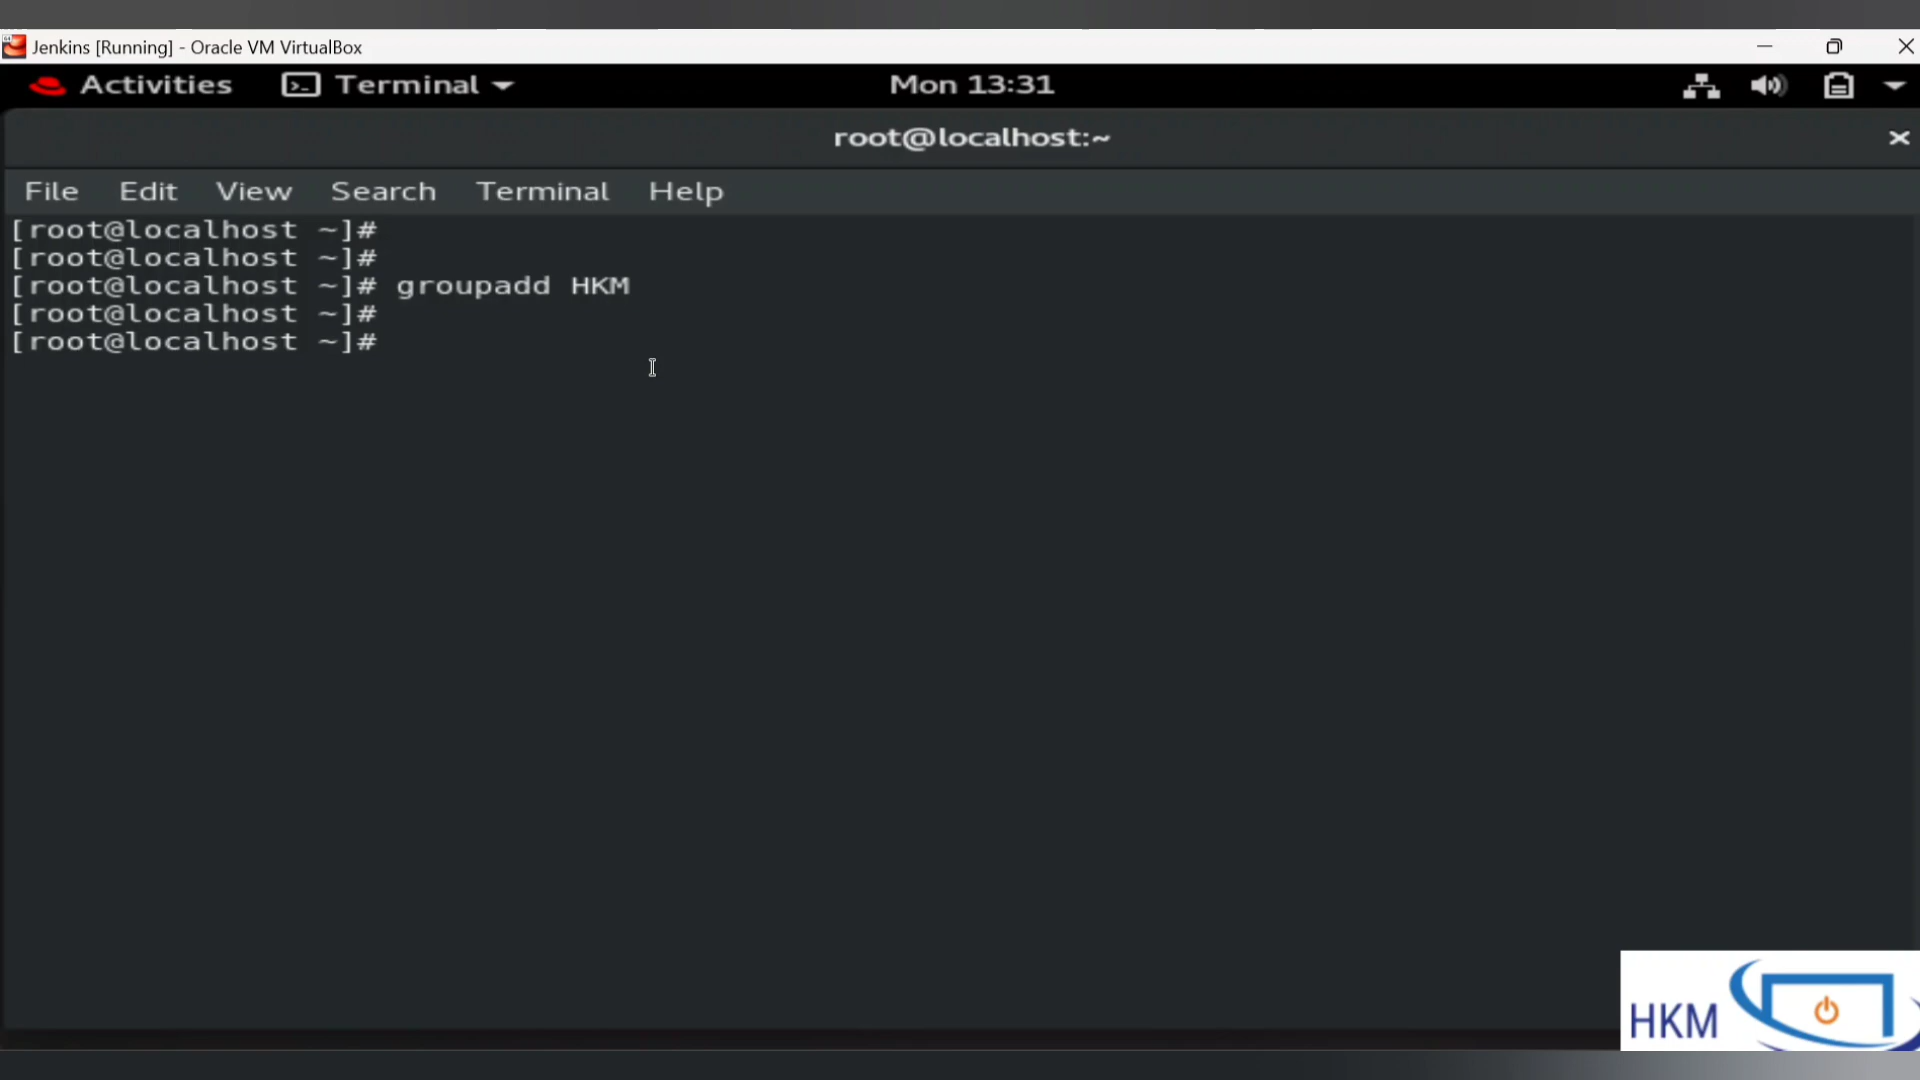 Jenkins [Running] - Oracle VM VirtualBox
Activities Terminal Mon 13:31
root@localhost:~
File Edit View Search Terminal Help
[root@localhost ~]#
[root@localhost ~]#
[root@localhost ~]# groupadd HKM
[root@localhost ~]#
[root@localhost ~]#
HKM